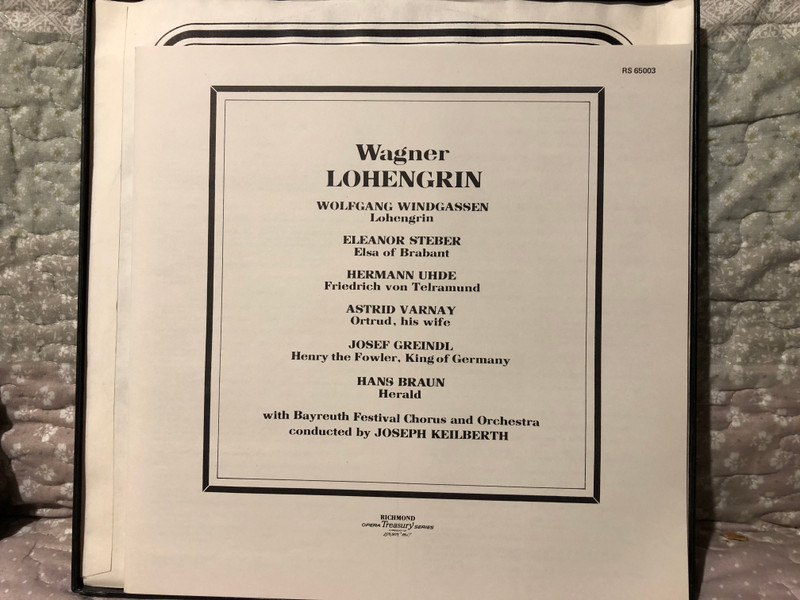 RS 65003
Wagner
LOHENGRIN
WOLFGANG WINDGASSEN
Lohengrin
ELEANOR STEBER
Elsa of Brabant
HERMANN UHDE
Friedrich von Telramund
ASTRID VARNAY
Ortrud, his wife
JOSEF GREINDL
Henry the Fowler, King of Germany
HANS BRAUN
Herald
with Bayreuth Festival Chorus and Orchestra
conducted by JOSEPH KEILBERTH
RICHMOND
OPERA Treasury SERIES